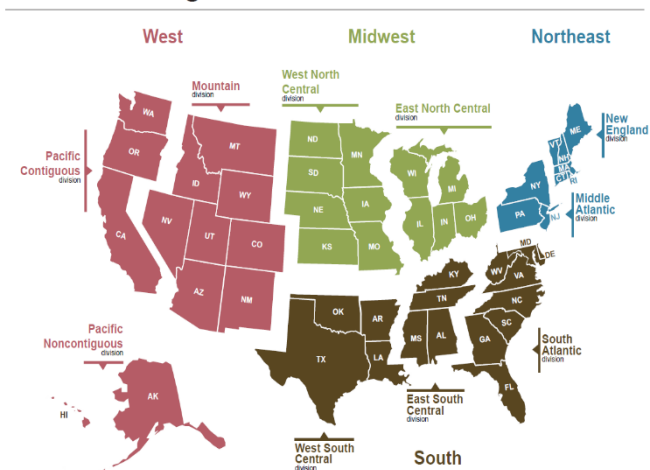 West
Midwest
Northeast
Mountain
division
West North
Central
division
East North Central
division
New
England
division
Pacific
Contiguous
division
Middle
Atlantic
division
WA
OR
CA
NV
ID
MT
WY
UT
CO
AZ
NM
ND
SD
NE
KS
MN
IA
MO
WI
MI
IL
IN
OH
ME
VT
NH
MA
CT
RI
NY
PA
NJ
MD
DE
WV
VA
KY
TN
NC
SC
GA
FL
OK
AR
TX
LA
MS
AL
Pacific
Noncontiguous
division
AK
HI
South
Atlantic
division
East South
Central
division
West South
Central
division
South